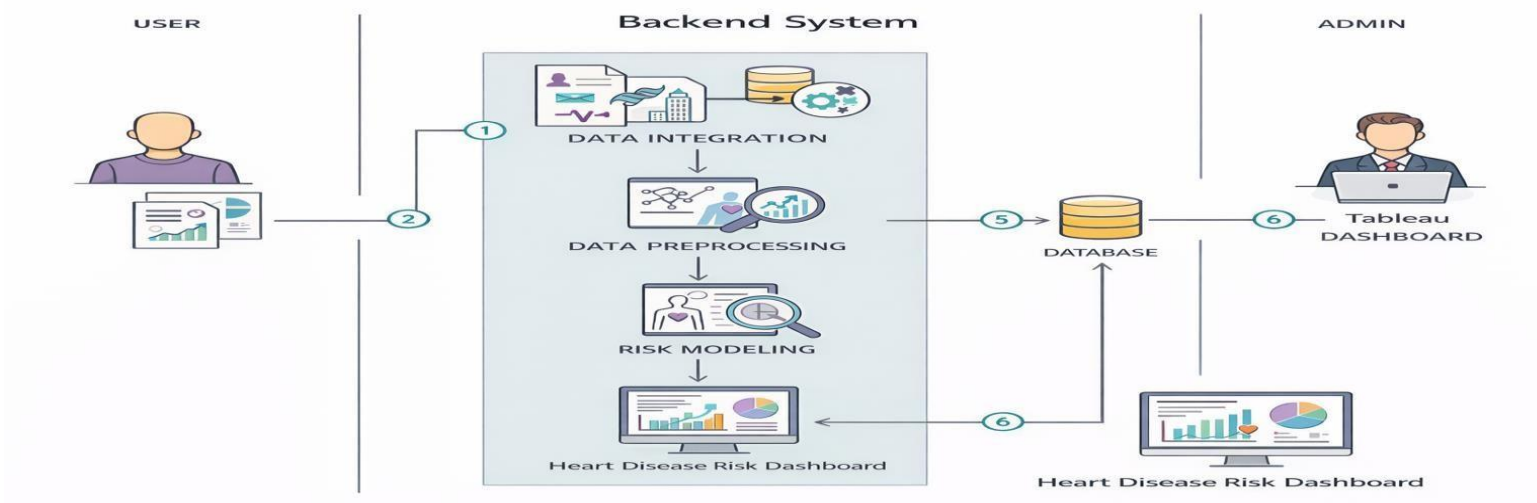 USER
Backend System
ADMIN
1
DATA INTEGRATION
2
DATA PREPROCESSING
5
DATABASE
6
Tableau
DASHBOARD
RISK MODELING
6
Heart Disease Risk Dashboard
Heart Disease Risk Dashboard